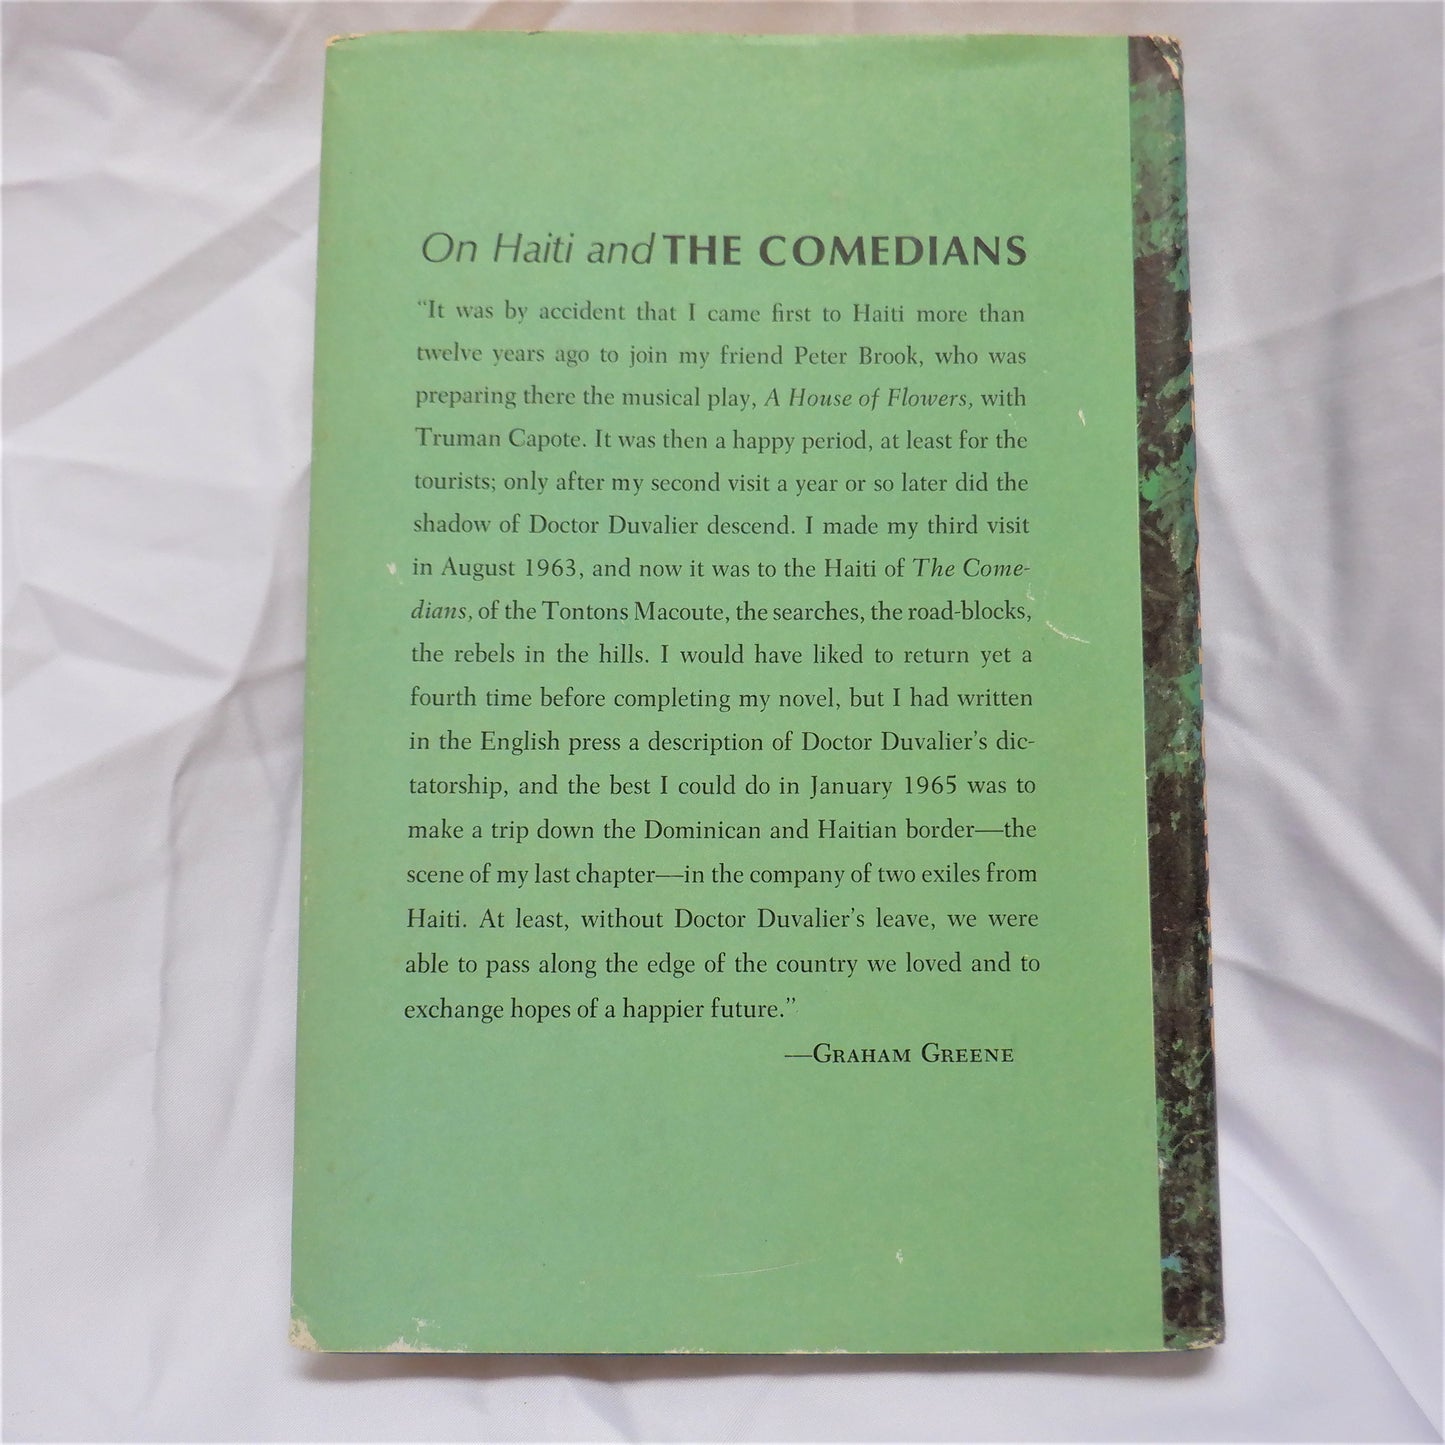 On Haiti and THE COMEDIANS
“It was by accident that I came first to Haiti more than
twelve years ago to join my friend Peter Brook, who was
preparing there the musical play, A House of Flowers, with
Truman Capote. It was then a happy period, at least for the
tourists; only after my second visit a year or so later did the
shadow of Doctor Duvalier descend. I made my third visit
in August 1963, and now it was to the Haiti of The Come-
dians, of the Tontons Macoute, the searches, the road-blocks,
the rebels in the hills. I would have liked to return yet a
fourth time before completing my novel, but I had written
in the English press a description of Doctor Duvalier’s dic-
tatorship, and the best I could do in January 1965 was to
make a trip down the Dominican and Haitian border—the
scene of my last chapter—in the company of two exiles from
Haiti. At least, without Doctor Duvalier’s leave, we were
able to pass along the edge of the country we loved and to
exchange hopes of a happier future.”
—GRAHAM GREENE